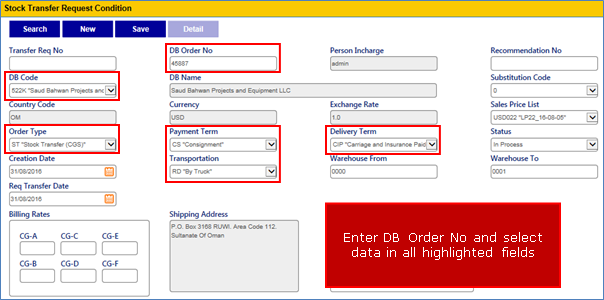 Stock Transfer Request Condition
Search New Save Detail
Transfer Req No DB Order No Person Incharge Recommendation No
45887 admin
DB Code DB Name Substitution Code
522K "Saud Bahwan Projects and Saud Bahwan Projects and Equipment LLC 0
Country Code Currency Exchange Rate Sales Price List
OM USD 1.0 USD022 "LP22_16-08-06"
Order Type Payment Term Delivery Term Status
ST "Stock Transfer (CGS)" CS "Consignment" CIP "Carriage and Insurance Paid In Process
Creation Date Transportation Warehouse From Warehouse To
31/08/2016 RD "By Truck" 0000 0001
Req Transfer Date
31/08/2016
Billing Rates Shipping Address
CG-A CG-C CG-E P.O. Box 3168 RUWI. Area Code 112.
Sultanate Of Oman
CG-B CG-D CG-F
Enter DB Order No and select
data in all highlighted fields